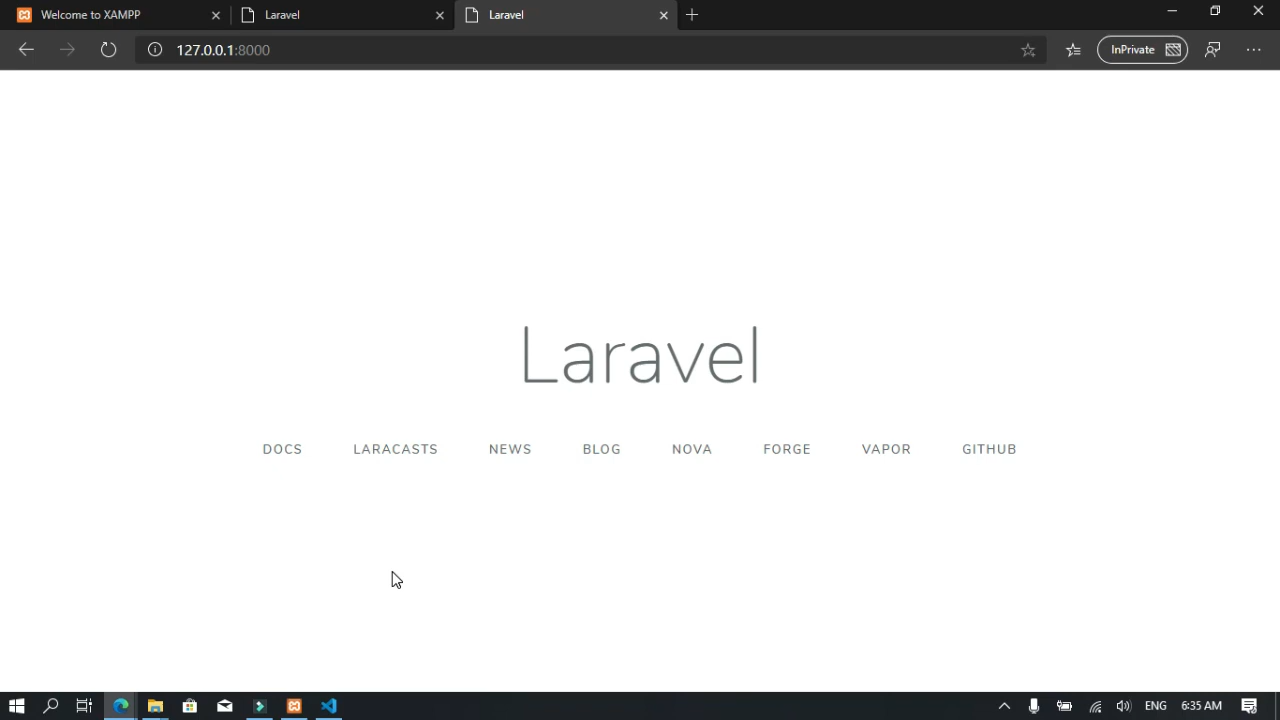 Welcome to XAMPP
Laravel
Laravel
127.0.0.1:8000
InPrivate
Laravel
DOCS LARACASTS NEWS BLOG NOVA FORGE VAPOR GITHUB
ENG 6:35 AM